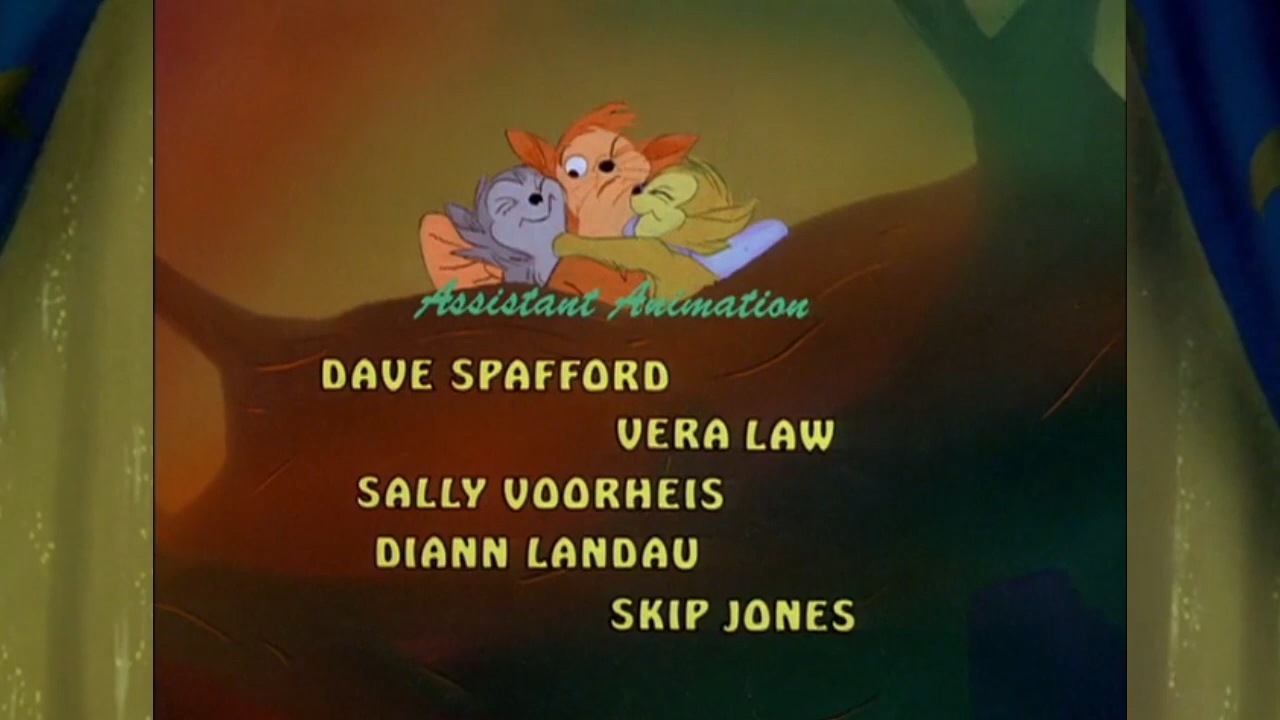 Assistant Animation
DAVE SPAFFORD
VERA LAW
SALLY VOORHEIS
DIANN LANDAU
SKIP JONES